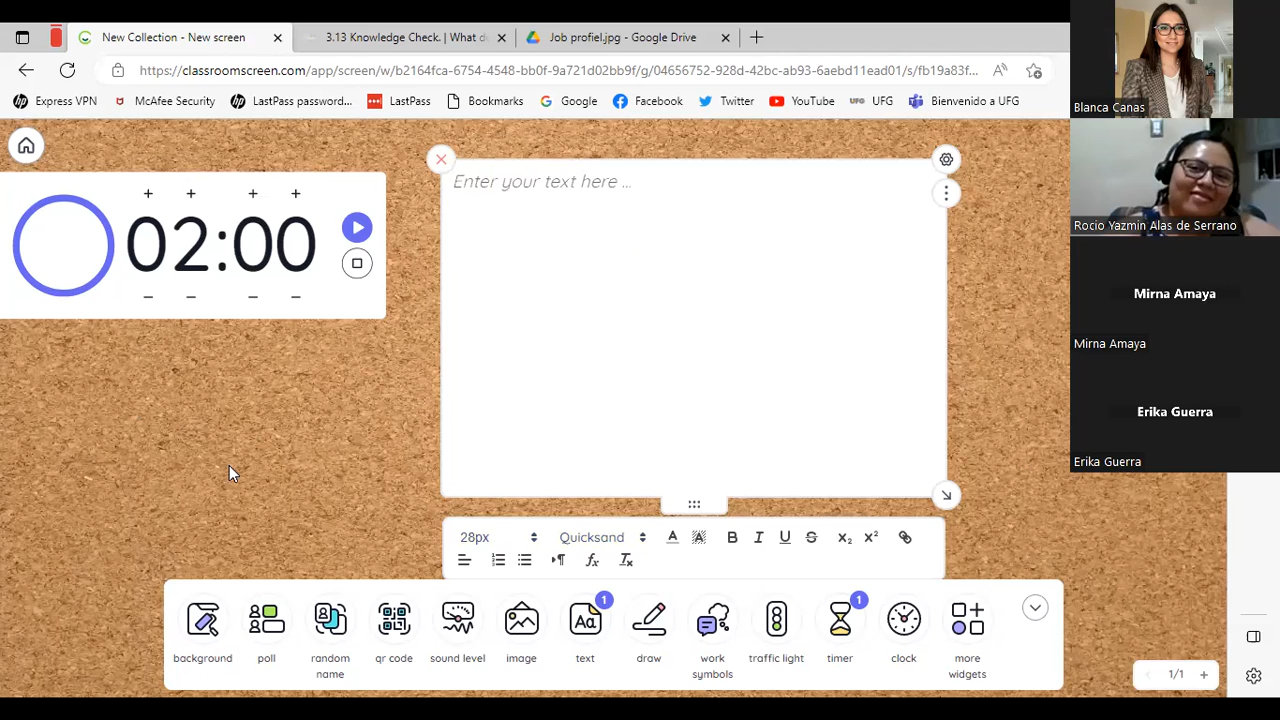 New Collection - New screen
3.13 Knowledge Check. | What
Job profiel.jpg - Google Drive
https://classroomscreen.com/app/screen/w/b2164fca-6754-4548-bb0f-9a721d02bb9f/g/04656752-928d-42bc-ab93-6aebd11ead01/s/fb19a83f...
Express VPN
McAfee Security
LastPass password...
LastPass
Bookmarks
Google
Facebook
Twitter
YouTube
UFG
Bienvenido a UFG
Blanca Canas
Rocio Yazmin Alas de Serrano
Mirna Amaya
Mirna Amaya
Erika Guerra
Erika Guerra
02:00
Enter your text here ...
28px
Quicksand
background
poll
random
name
qr code
sound level
image
1
text
draw
work
symbols
traffic light
1
timer
clock
more
widgets
1/1